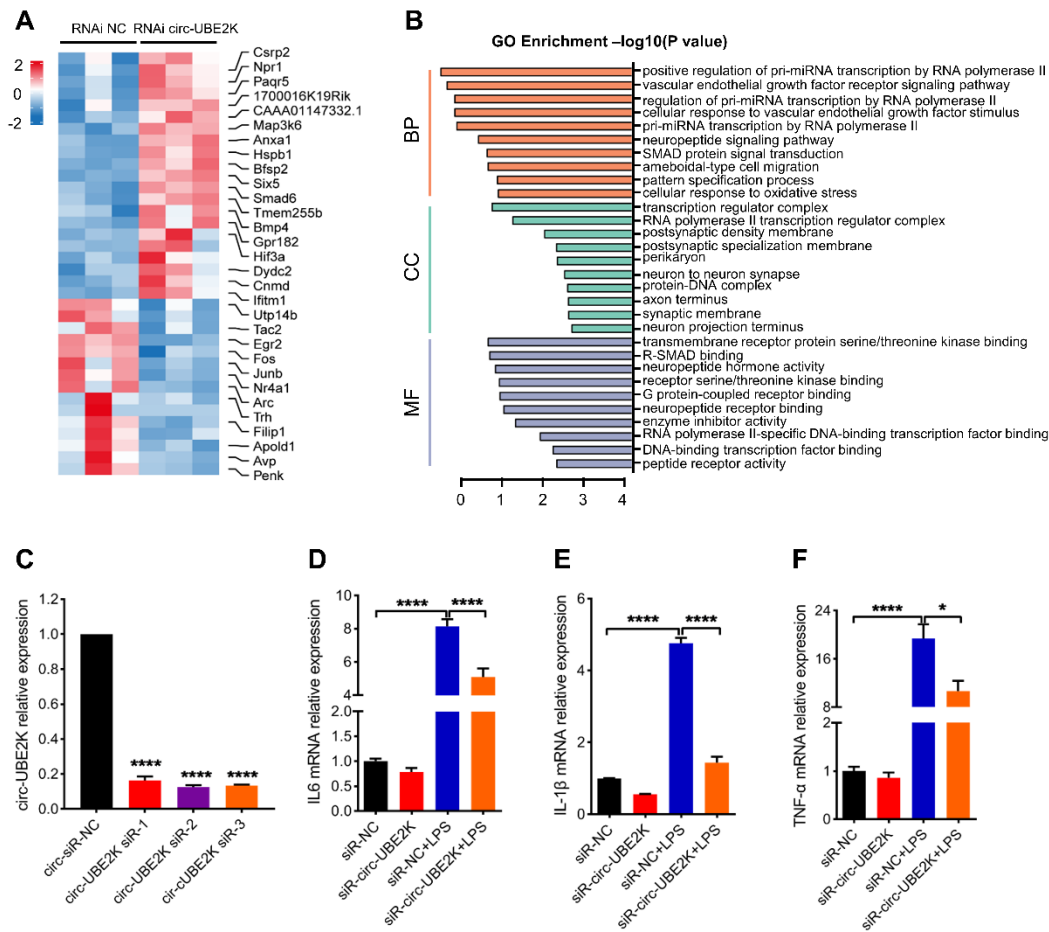 A
RNAi NC
RNAi circ-UBE2K
2
0
-2
Csrp2
Npr1
Paqr5
1700016K19Rik
CAAA01147332.1
Map3k6
Anxa1
Hspb1
Bfsp2
Six5
Smad6
Tmem255b
Bmp4
Gpr182
Hif3a
Dydc2
Cnmd
Ifitm1
Utp14b
Tac2
Egr2
Fos
Junb
Nr4a1
Arc
Trh
Filip1
Apold1
Avp
Penk
B
GO Enrichment –log10(P value)
BP
positive regulation of pri-miRNA transcription by RNA polymerase II
vascular endothelial growth factor receptor signaling pathway
regulation of pri-miRNA transcription by RNA polymerase II
cellular response to vascular endothelial growth factor stimulus
pri-miRNA transcription by RNA polymerase II
neuropeptide signaling pathway
SMAD protein signal transduction
ameboidal-type cell migration
pattern specification process
cellular response to oxidative stress
CC
transcription regulator complex
RNA polymerase II transcription regulator complex
postsynaptic density membrane
postsynaptic specialization membrane
perikaryon
neuron to neuron synapse
protein-DNA complex
axon terminus
synaptic membrane
neuron projection terminus
MF
transmembrane receptor protein serine/threonine kinase binding
R-SMAD binding
neuropeptide hormone activity
receptor serine/threonine kinase binding
G protein-coupled receptor binding
neuropeptide receptor binding
enzyme inhibitor activity
RNA polymerase II-specific DNA-binding transcription factor binding
DNA-binding transcription factor binding
peptide receptor activity
0 1 2 3 4
C
circ-UBE2K relative expression
1.2
1.0
0.8
0.6
0.4
0.2
0.0
**** **** ****
circ-siR-NC
circ-UBE2K siR-1
circ-UBE2K siR-2
cir-cUBE2K siR-3
D
IL6 mRNA relative expression
10
8
6
4
1.0
0.5
0.0
**** ****
siR-NC
siR-circ-UBE2K
siR-NC+LPS
siR-circ-UBE2K+LPS
E
IL-1β mRNA relative expression
6
4
2
0
**** ****
siR-NC
siR-circ-UBE2K
siR-NC+LPS
siR-circ-UBE2K+LPS
F
TNF-α mRNA relative expression
24
16
8
2
1
0
**** *
siR-NC
siR-circ-UBE2K
siR-NC+LPS
siR-circ-UBE2K+LPS